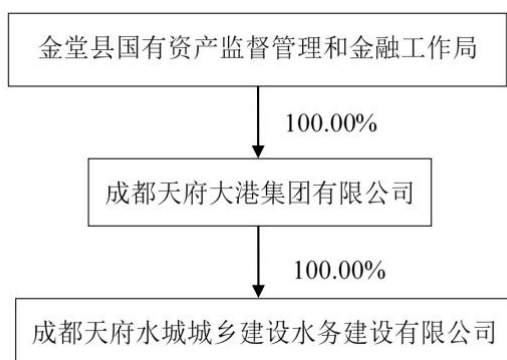 金堂县国有资产监督管理和金融工作局
100.00%
成都天府大港集团有限公司
100.00%
成都天府水城城乡建设水务建设有限公司